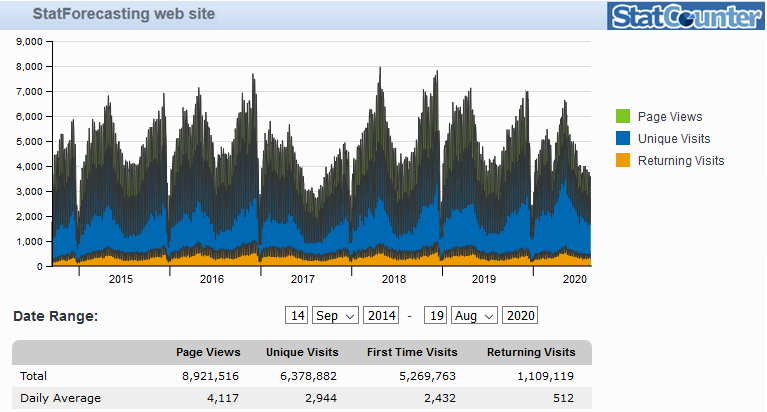 StatForecasting web site
StatCounter
9,000
8,000
7,000
6,000
5,000
4,000
3,000
2,000
1,000
0
2015 2016 2017 2018 2019 2020
Page Views
Unique Visits
Returning Visits
Date Range: 14 Sep 2014 - 19 Aug 2020
Page Views Unique Visits First Time Visits Returning Visits
Total 8,921,516 6,378,882 5,269,763 1,109,119
Daily Average 4,117 2,944 2,432 512